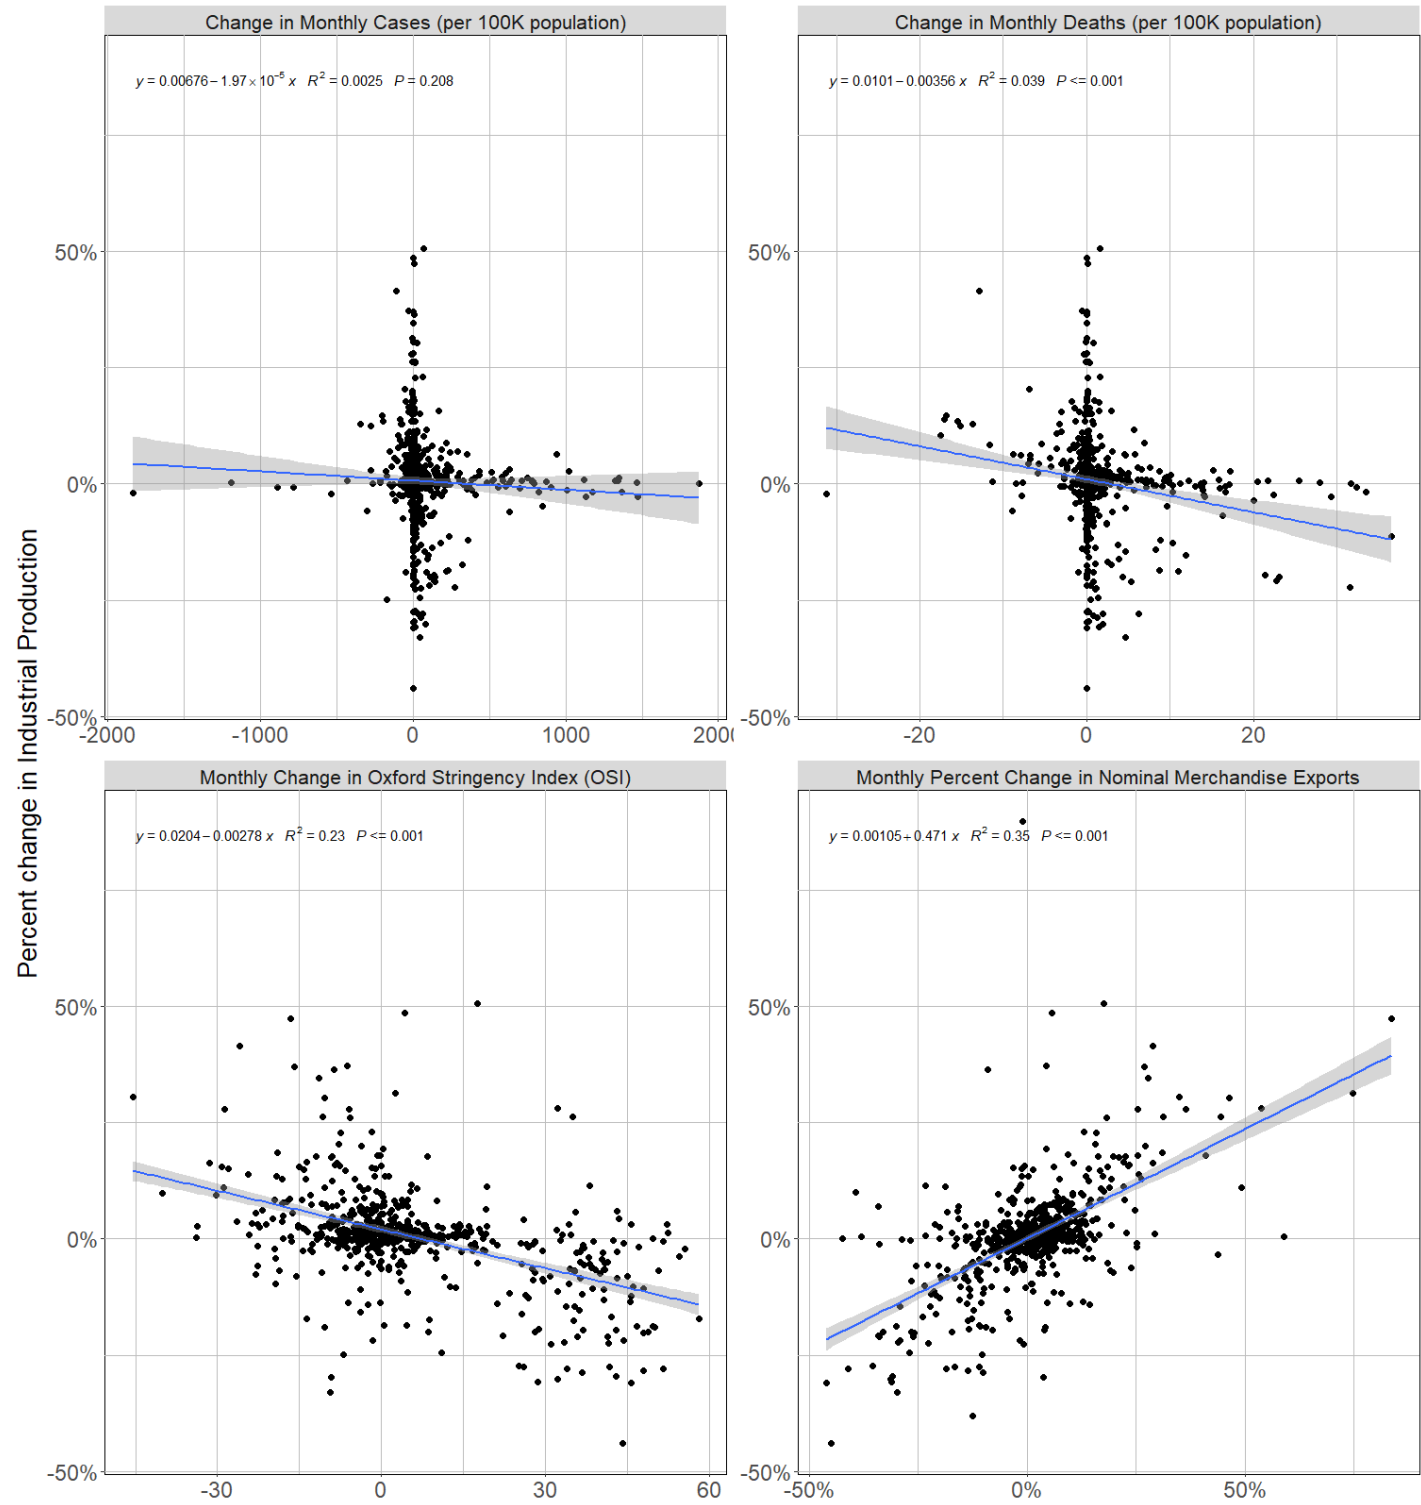 Change in Monthly Cases (per 100K population)
y = 0.00676 − 1.97 × 10⁻⁵ x R² = 0.0025 P = 0.208
50%
0%
-50%
-2000 -1000 0 1000 200
Change in Monthly Deaths (per 100K population)
y = 0.0101 − 0.00356 x R² = 0.039 P <= 0.001
50%
0%
-50%
-20 0 20
Percent change in Industrial Production
Monthly Change in Oxford Stringency Index (OSI)
y = 0.0204 − 0.00278 x R² = 0.23 P <= 0.001
50%
0%
-50%
-30 0 30 60
Monthly Percent Change in Nominal Merchandise Exports
y = 0.00105 + 0.471 x R² = 0.35 P <= 0.001
50%
0%
-50%
-50% 0% 50%